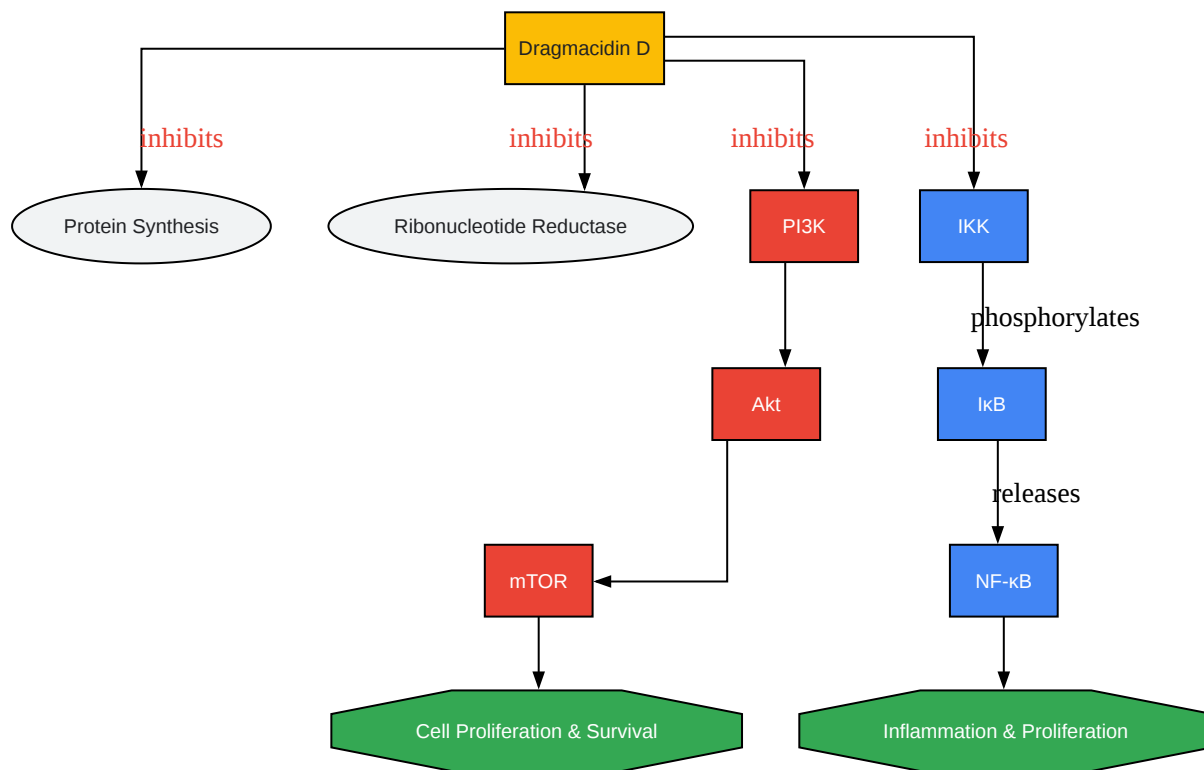 Dragmacidin D
inhibits
inhibits
inhibits
inhibits
Protein Synthesis
Ribonucleotide Reductase
PI3K
IKK
phosphorylates
Akt
IκB
releases
mTOR
NF-κB
Cell Proliferation & Survival
Inflammation & Proliferation